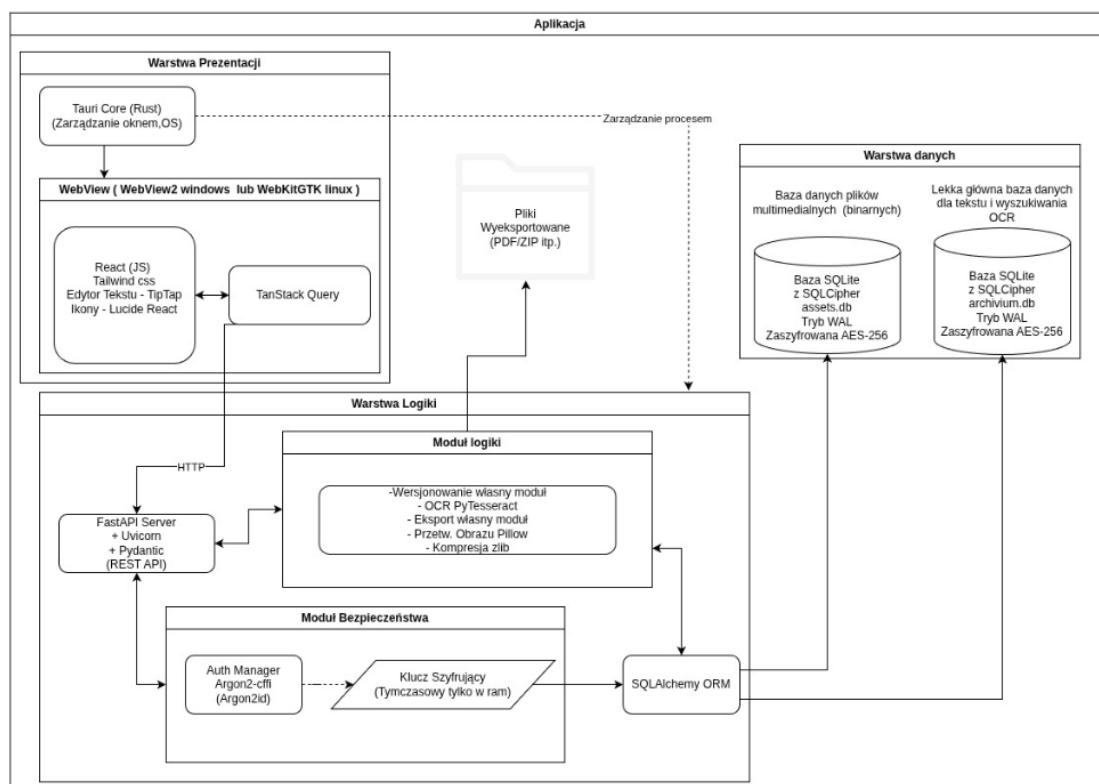 Aplikacja
Warstwa Prezentacji
Tauri Core (Rust)
(Zarządzanie oknem,OS)
Zarządzanie procesem
WebView ( WebView2 windows  lub WebKitGTK linux )
React (JS)
Tailwind css
Edytor Tekstu - TipTap
Ikony - Lucide React
TanStack Query
Pliki
Wyeksportowane
(PDF/ZIP itp.)
Warstwa danych
Baza danych plików
multimedialnych  (binarnych)
Baza SQLite
z SQLCipher
assets.db
Tryb WAL
Zaszyfrowana AES-256
Lekka główna baza danych
dla tekstu i wyszukiwania
OCR
Baza SQLite
z SQLCipher
archivium.db
Tryb WAL
Zaszyfrowana AES-256
Warstwa Logiki
HTTP
FastAPI Server
+ Uvicorn
+ Pydantic
(REST API)
Moduł logiki
-Wersjonowanie własny moduł
- OCR PyTesseract
- Eksport własny moduł
- Przetw. Obrazu Pillow
- Kompresja zlib
Moduł Bezpieczeństwa
Auth Manager
Argon2-cffi
(Argon2id)
Klucz Szyfrujący
(Tymczasowy tylko w ram)
SQLAlchemy ORM